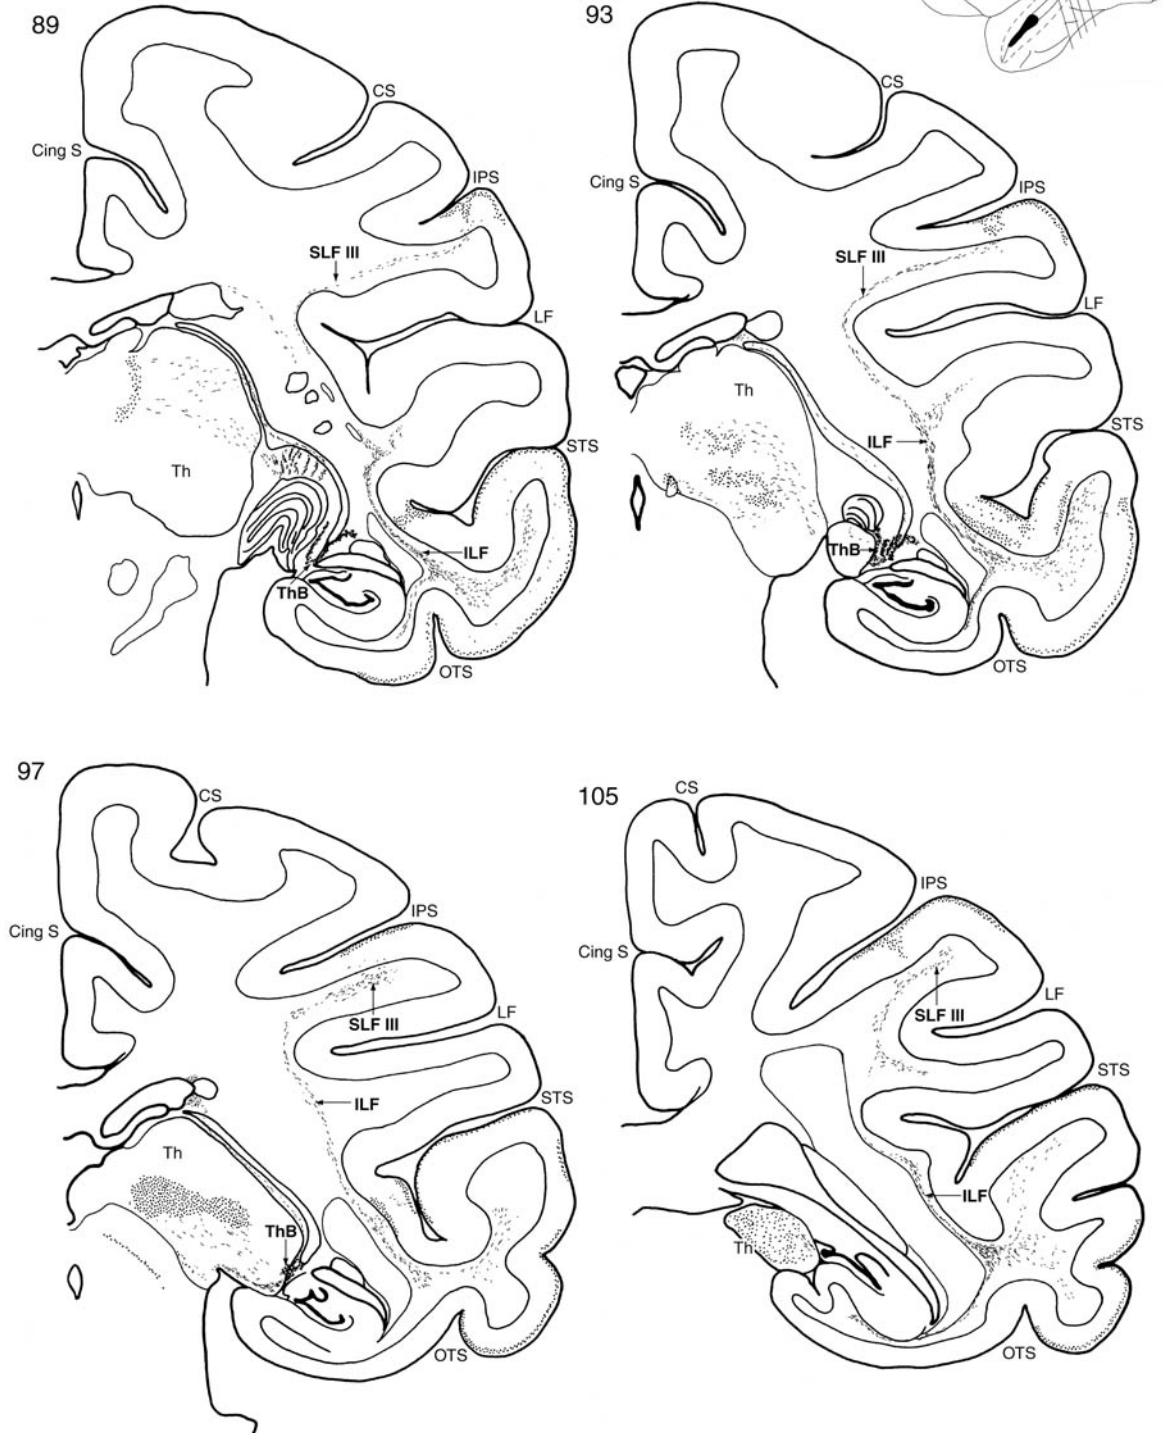 89
CS
Cing S
IPS
SLF III
LF
STS
Th
ILF
ThB
OTS
93
CS
Cing S
IPS
SLF III
LF
Th
STS
ILF
ThB
OTS
97
CS
Cing S
IPS
SLF III
LF
ILF
STS
Th
ThB
OTS
105
CS
IPS
Cing S
LF
SLF III
STS
ILF
Th
OTS